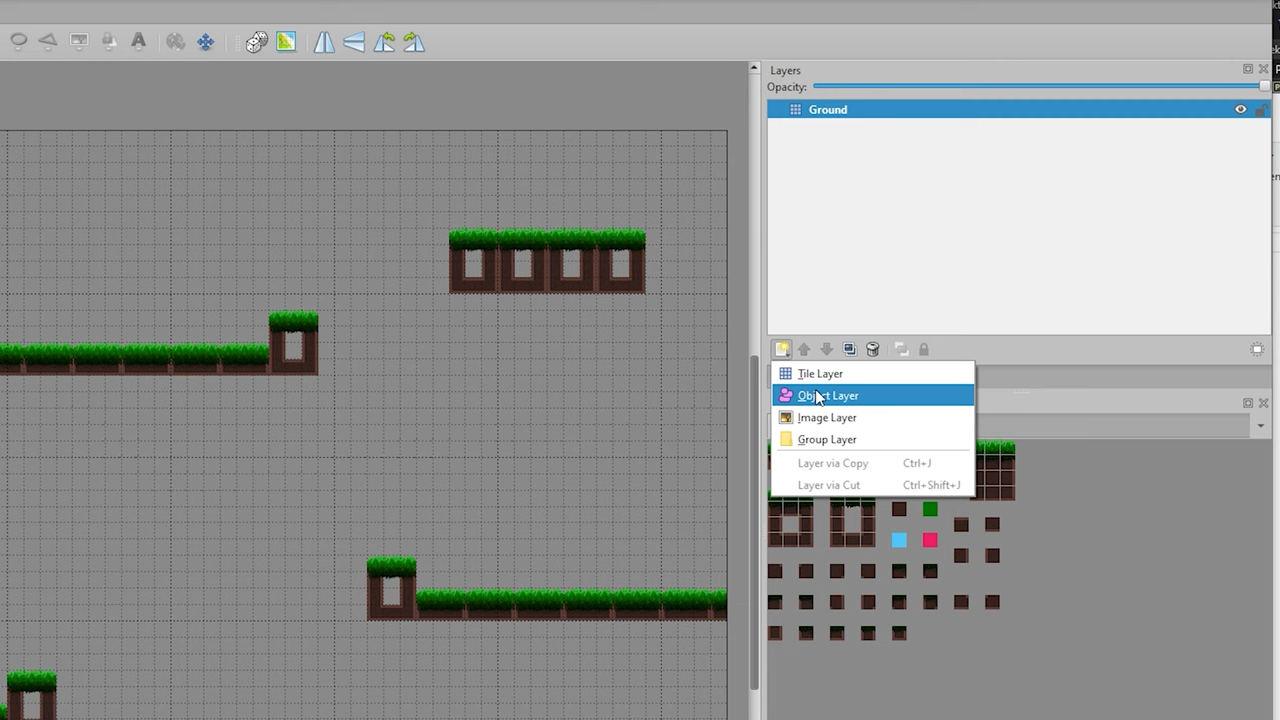 Layers
Opacity:
Ground
Tile Layer
Object Layer
Image Layer
Group Layer
Layer via Copy Ctrl+J
Layer via Cut Ctrl+Shift+J